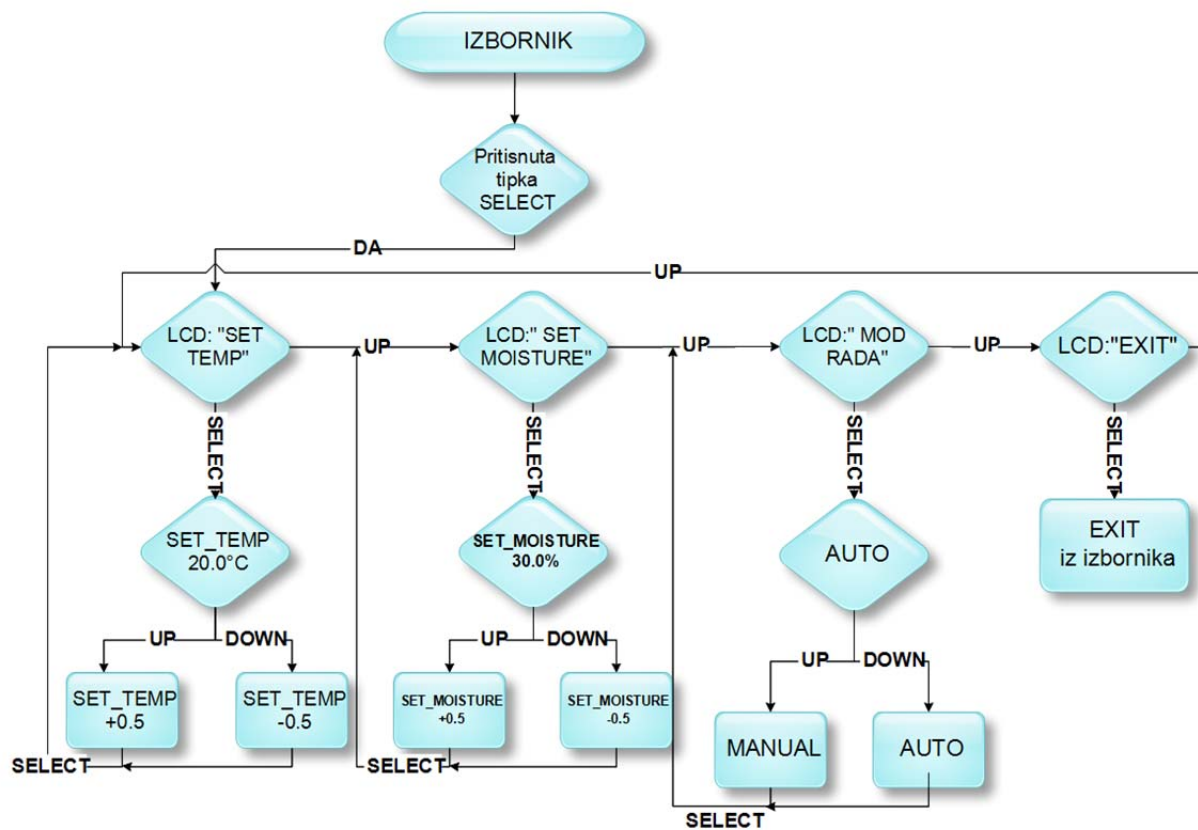 IZBORNIK
Pritisnuta
tipka
SELECT
DA
UP
LCD: "SET
TEMP"
UP
LCD:" SET
MOISTURE"
UP
LCD:" MOD
RADA"
UP
LCD:"EXIT"
SELECT
SELECT
SELECT
SELECT
SET_TEMP
20.0°C
SET_MOISTURE
30.0%
AUTO
EXIT
iz izbornika
UP
DOWN
UP
DOWN
UP
DOWN
SET_TEMP
+0.5
SET_TEMP
-0.5
SET_MOISTURE
+0.5
SET_MOISTURE
-0.5
MANUAL
AUTO
SELECT
SELECT
SELECT